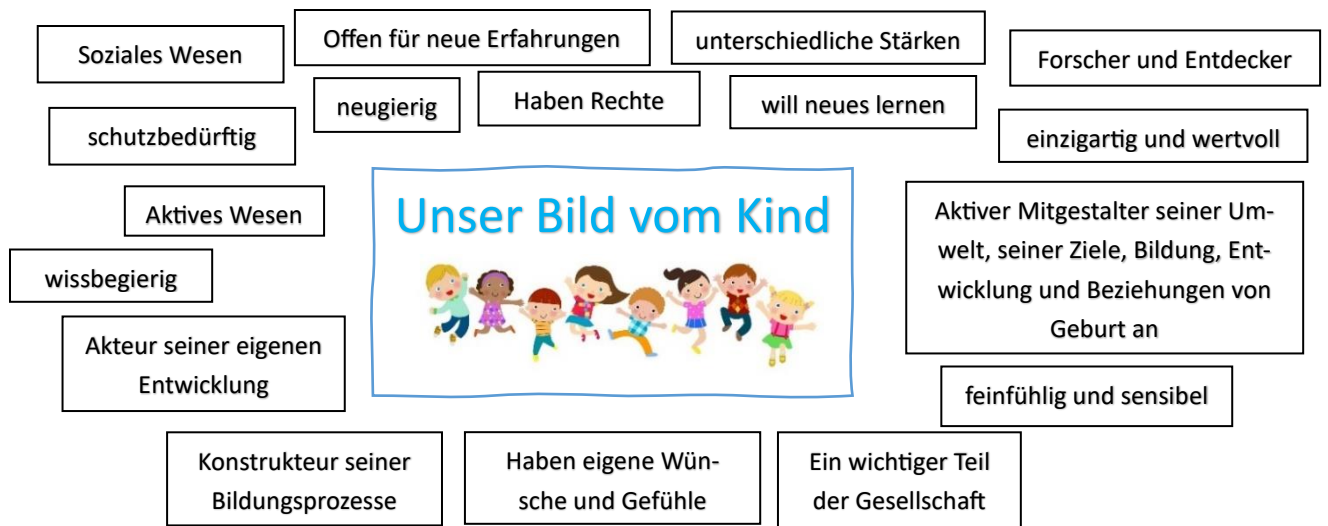 Soziales Wesen
Offen für neue Erfahrungen
unterschiedliche Stärken
Forscher und Entdecker
neugierig
Haben Rechte
will neues lernen
schutzbedürftig
einzigartig und wertvoll
Unser Bild vom Kind
Aktives Wesen
Aktiver Mitgestalter seiner Um-
welt, seiner Ziele, Bildung, Ent-
wicklung und Beziehungen von
Geburt an
wissbegierig
Akteur seiner eigenen
Entwicklung
feinfühlig und sensibel
Konstrukteur seiner
Bildungsprozesse
Haben eigene Wün-
sche und Gefühle
Ein wichtiger Teil
der Gesellschaft